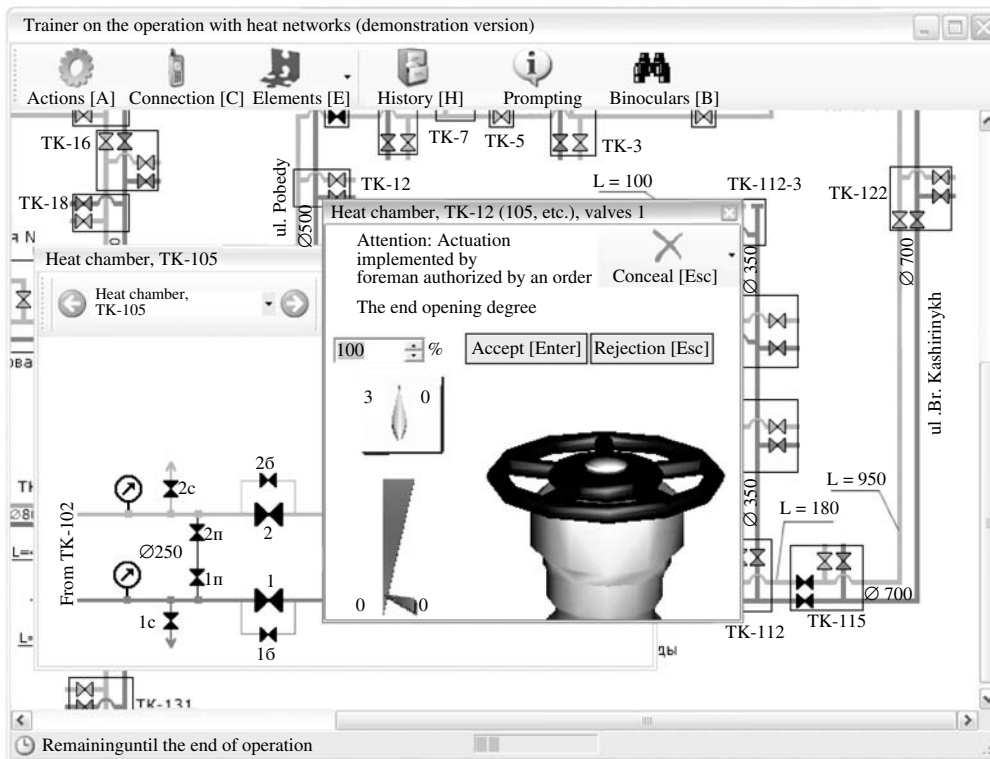 Trainer on the operation with heat networks (demonstration version)
Actions [A]
Connection [C]
Elements [E]
History [H]
Prompting
Binoculars [B]
TK-16
TK-7
TK-5
TK-3
ul. Pobedy
TK-12
L = 100
TK-112-3
TK-122
TK-18
Ø500
Heat chamber, TK-12 (105, etc.), valves 1
Attention: Actuation
implemented by
foreman authorized by an order
Conceal [Esc]
The end opening degree
100 %
Accept [Enter]
Rejection [Esc]
3 0
0 0
Heat chamber, TK-105
Heat chamber,
TK-105
Ø 350
Ø 700
ul .Br. Kashirinykh
2б
2с
2
2п
Ø250
From TK-102
1п
1
1с
1б
Ø 350
L = 950
L = 180
Ø 700
TK-112
TK-115
ды
TK-131
Remaininguntil the end of operation